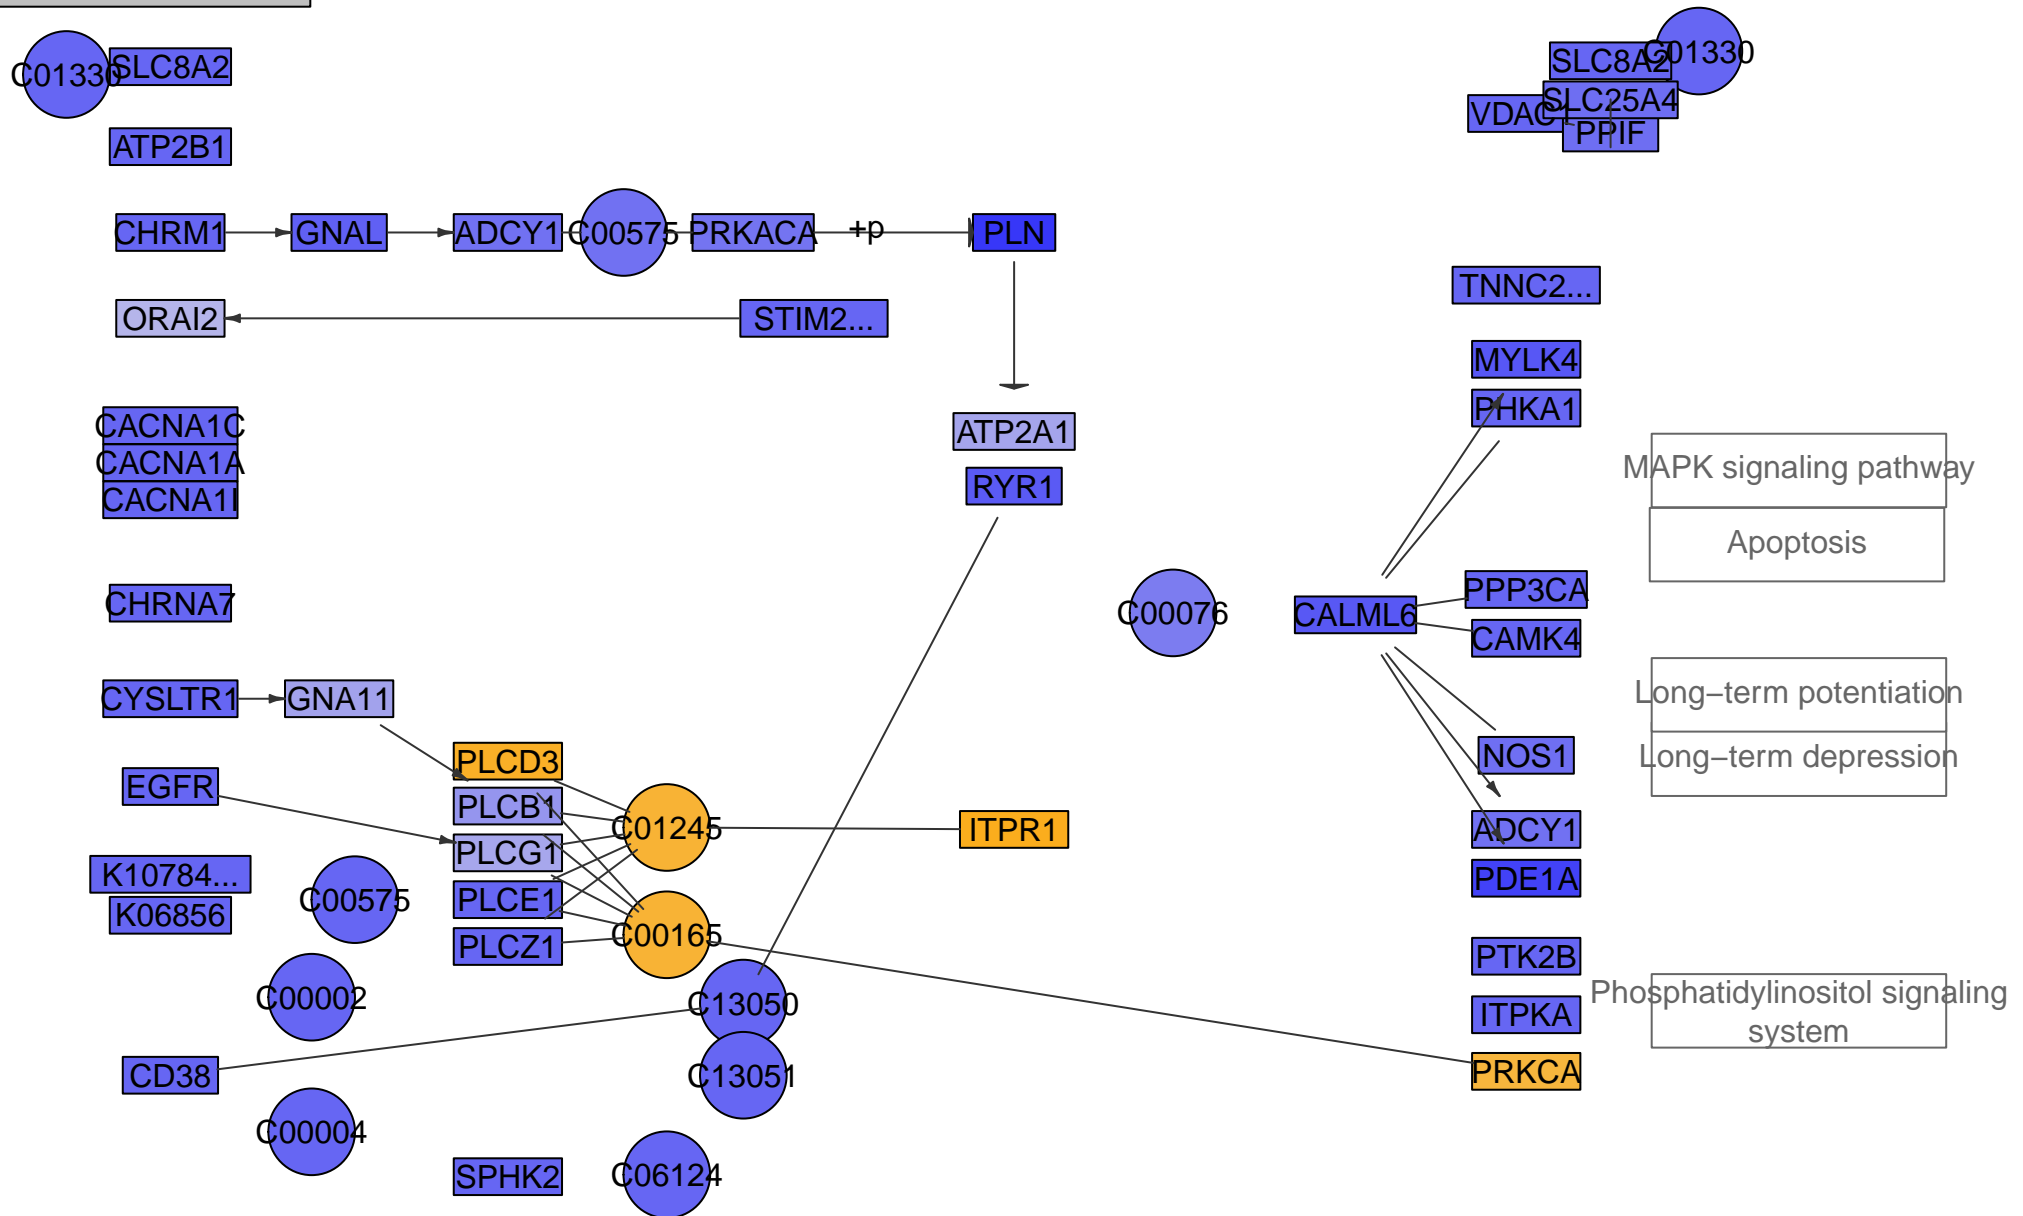 C01330
SLC8A2
SLC8A2
C01330
SLC25A4
VDAC1
PPIF
ATP2B1
CHRM1
GNAL
ADCY1
C00575
PRKACA
+p
PLN
TNNC2...
ORAI2
STIM2...
MYLK4
PHKA1
CACNA1C
ATP2A1
CACNA1A
MAPK signaling pathway
RYR1
CACNA1I
Apoptosis
CHRNA7
C00076
CALML6
PPP3CA
CAMK4
CYSLTR1
GNA11
Long−term potentiation
PLCD3
NOS1
Long−term depression
EGFR
PLCB1
C01245
ITPR1
ADCY1
PLCG1
K10784...
PDE1A
C00575
PLCE1
K06856
C00165
PLCZ1
PTK2B
C00002
C13050
Phosphatidylinositol signaling
system
ITPKA
CD38
C13051
PRKCA
C00004
SPHK2
C06124